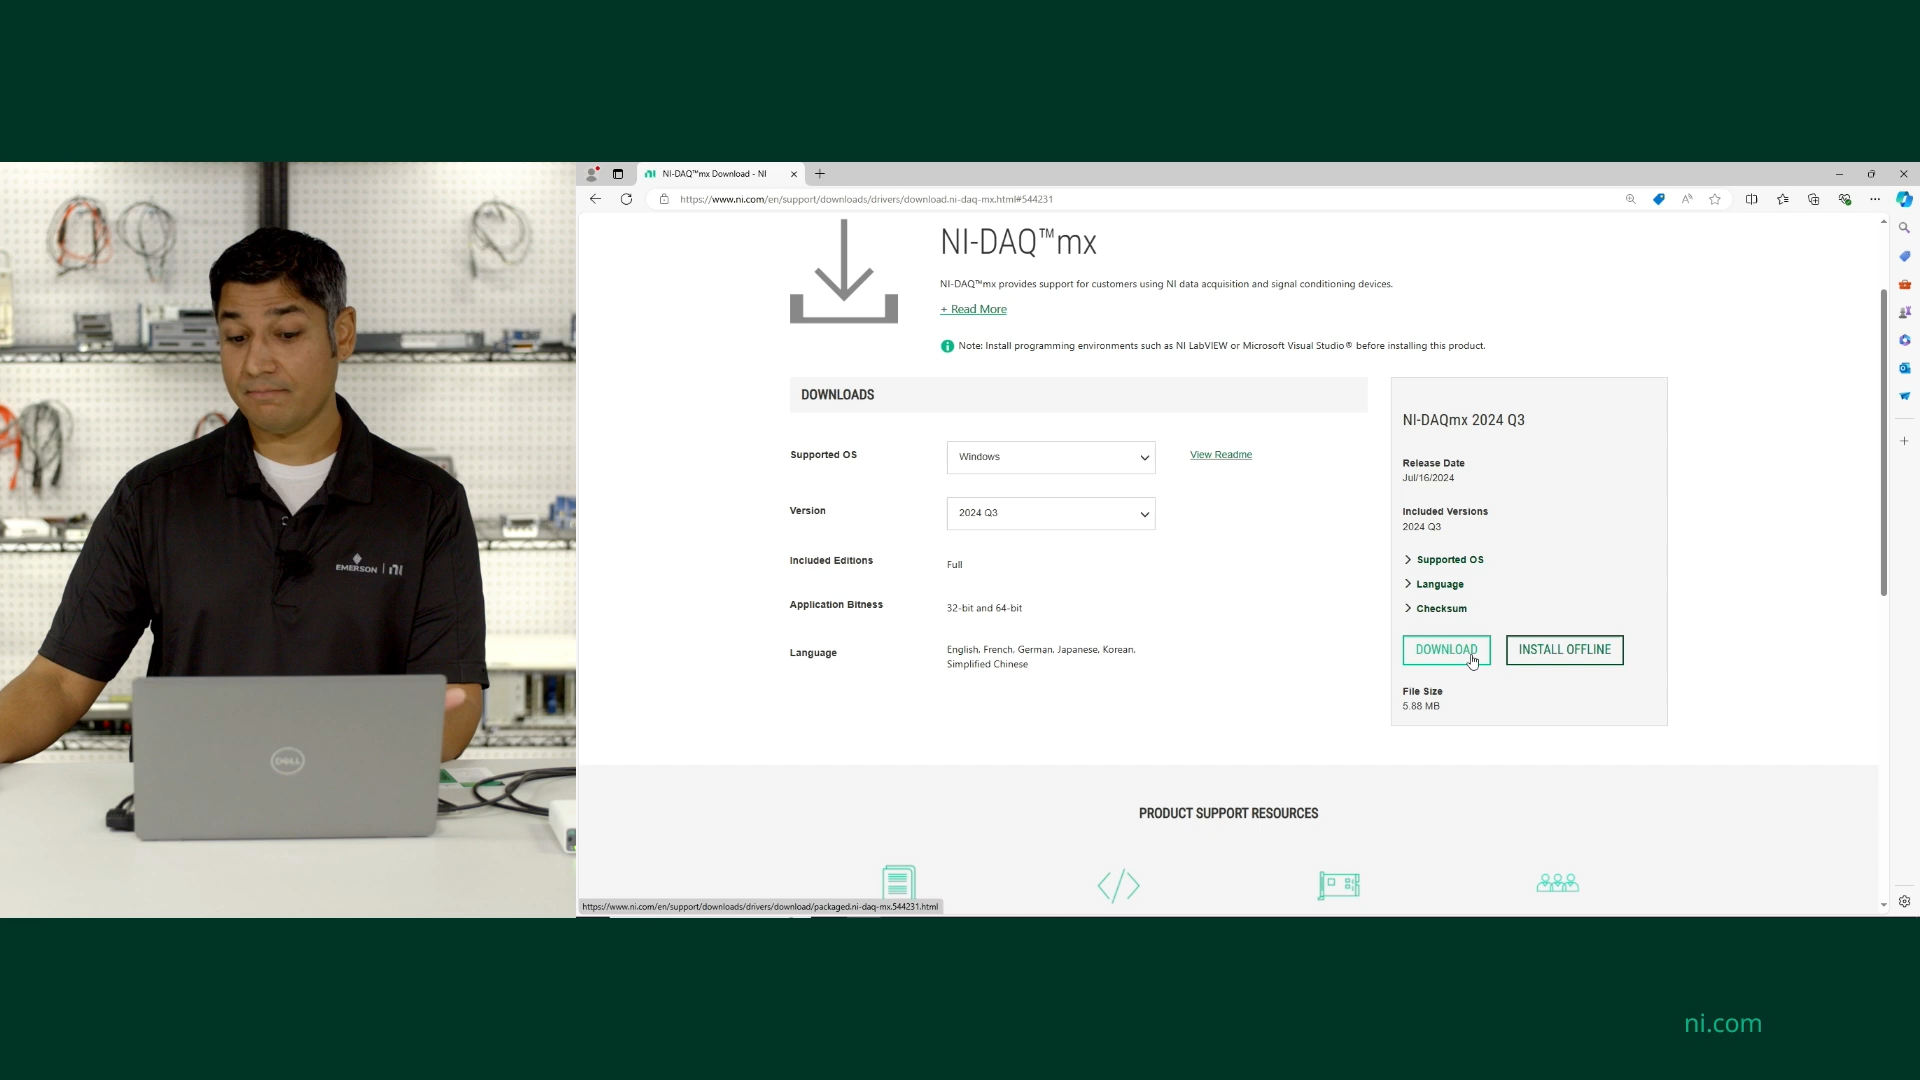 NI-DAQ™mx Download - NI
https://www.ni.com/en/support/downloads/drivers/download.ni-daq-mx.html#544231
NI-DAQ™mx
NI-DAQ™mx provides support for customers using NI data acquisition and signal conditioning devices.
+ Read More
Note: Install programming environments such as NI LabVIEW or Microsoft Visual Studio® before installing this product.
DOWNLOADS
Supported OS
Windows
View Readme
Version
2024 Q3
Included Editions
Full
Application Bitness
32-bit and 64-bit
Language
English, French, German, Japanese, Korean,
Simplified Chinese
NI-DAQmx 2024 Q3
Release Date
Jul/16/2024
Included Versions
2024 Q3
Supported OS
Language
Checksum
DOWNLOAD
INSTALL OFFLINE
File Size
5.88 MB
PRODUCT SUPPORT RESOURCES
https://www.ni.com/en/support/downloads/drivers/download/packaged.ni-daq-mx.544231.html
EMERSON | ni
DELL
ni.com